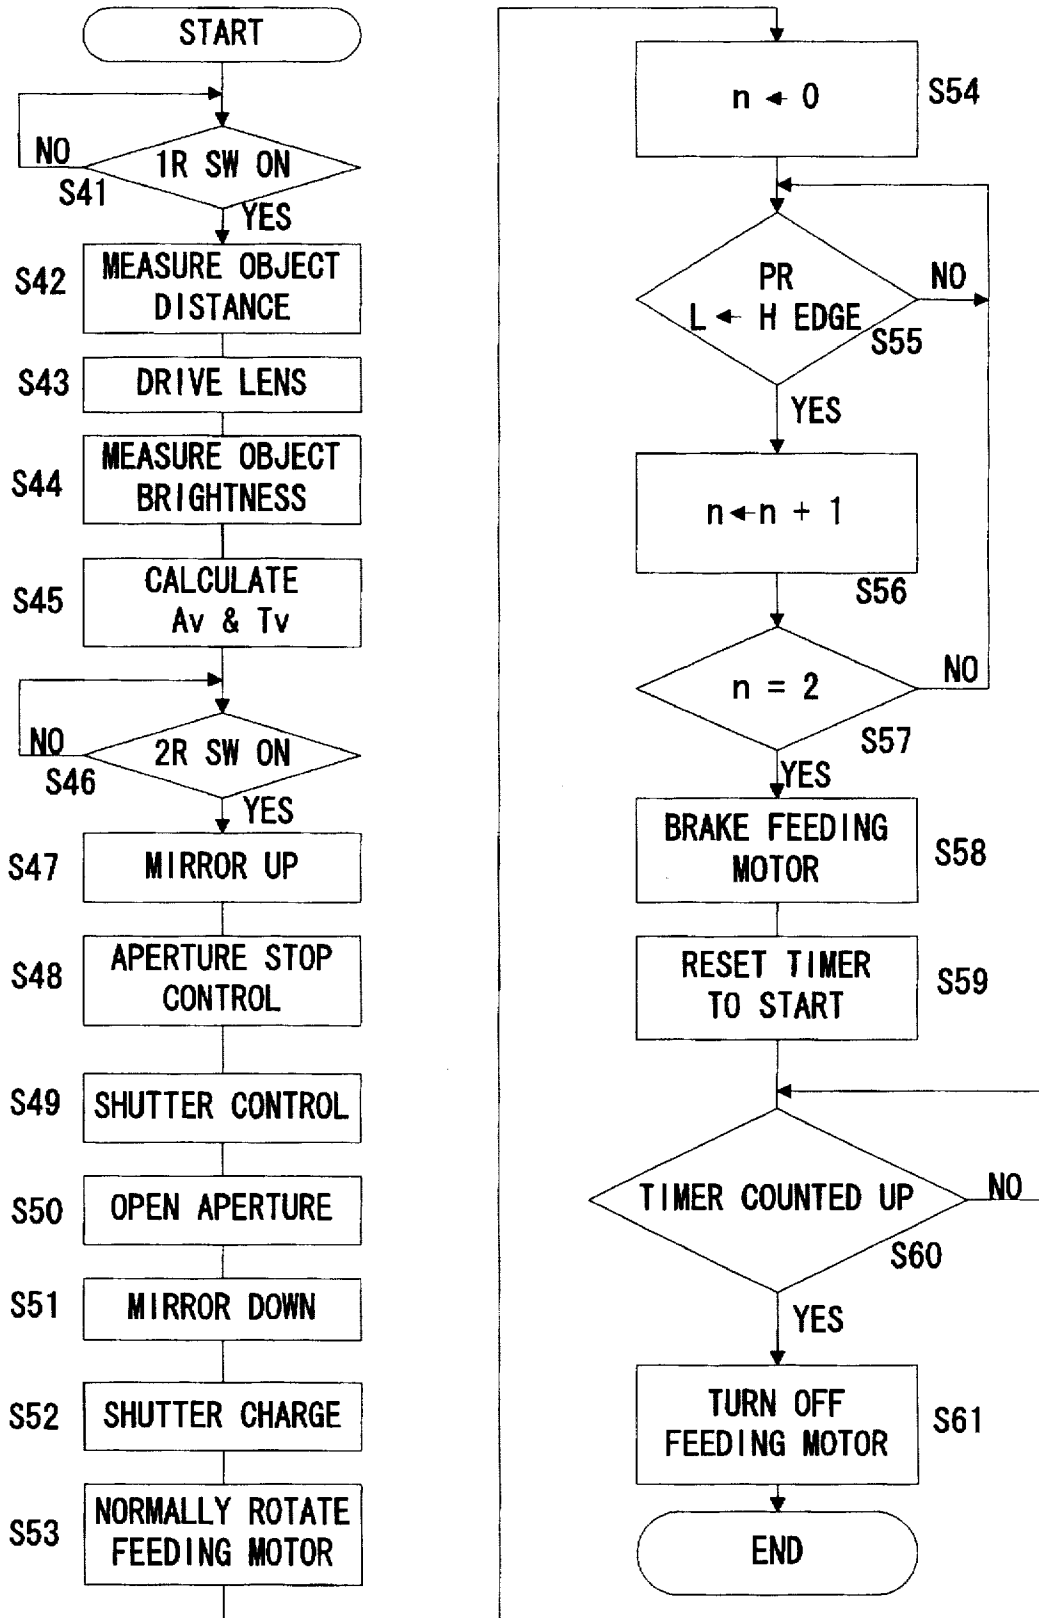 START
NO
1R SW ON
S41
YES
S42
MEASURE OBJECT
DISTANCE
S43
DRIVE LENS
S44
MEASURE OBJECT
BRIGHTNESS
S45
CALCULATE
Av & Tv
NO
2R SW ON
S46
YES
S47
MIRROR UP
S48
APERTURE STOP
CONTROL
S49
SHUTTER CONTROL
S50
OPEN APERTURE
S51
MIRROR DOWN
S52
SHUTTER CHARGE
S53
NORMALLY ROTATE
FEEDING MOTOR
n ← 0
S54
PR
L ← H EDGE
NO
S55
YES
n←n + 1
S56
n = 2
NO
S57
YES
BRAKE FEEDING
MOTOR
S58
RESET TIMER
TO START
S59
TIMER COUNTED UP
NO
S60
YES
TURN OFF
FEEDING MOTOR
S61
END